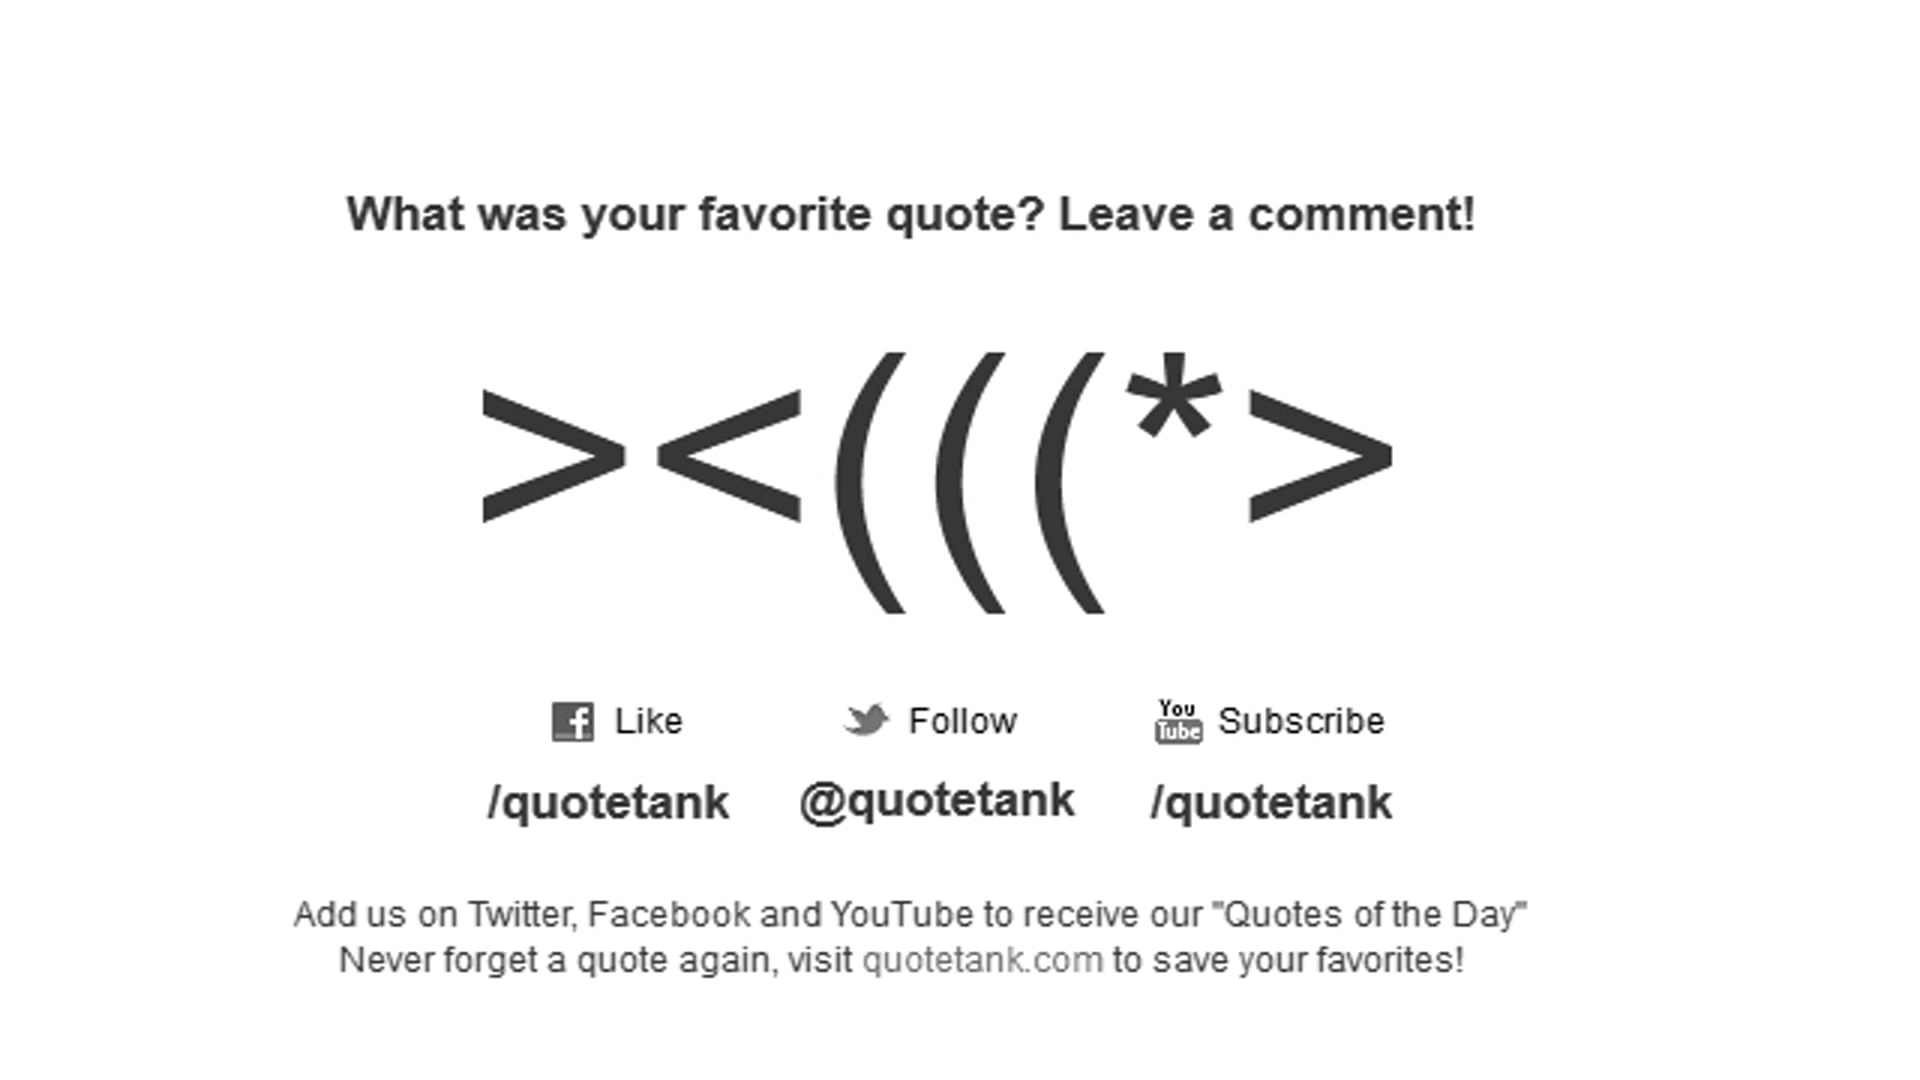 What was your favorite quote? Leave a comment!
><(((*>
f Like Follow You Tube Subscribe
/quotetank @quotetank /quotetank
Add us on Twitter, Facebook and YouTube to receive our "Quotes of the Day"
Never forget a quote again, visit quotetank.com to save your favorites!